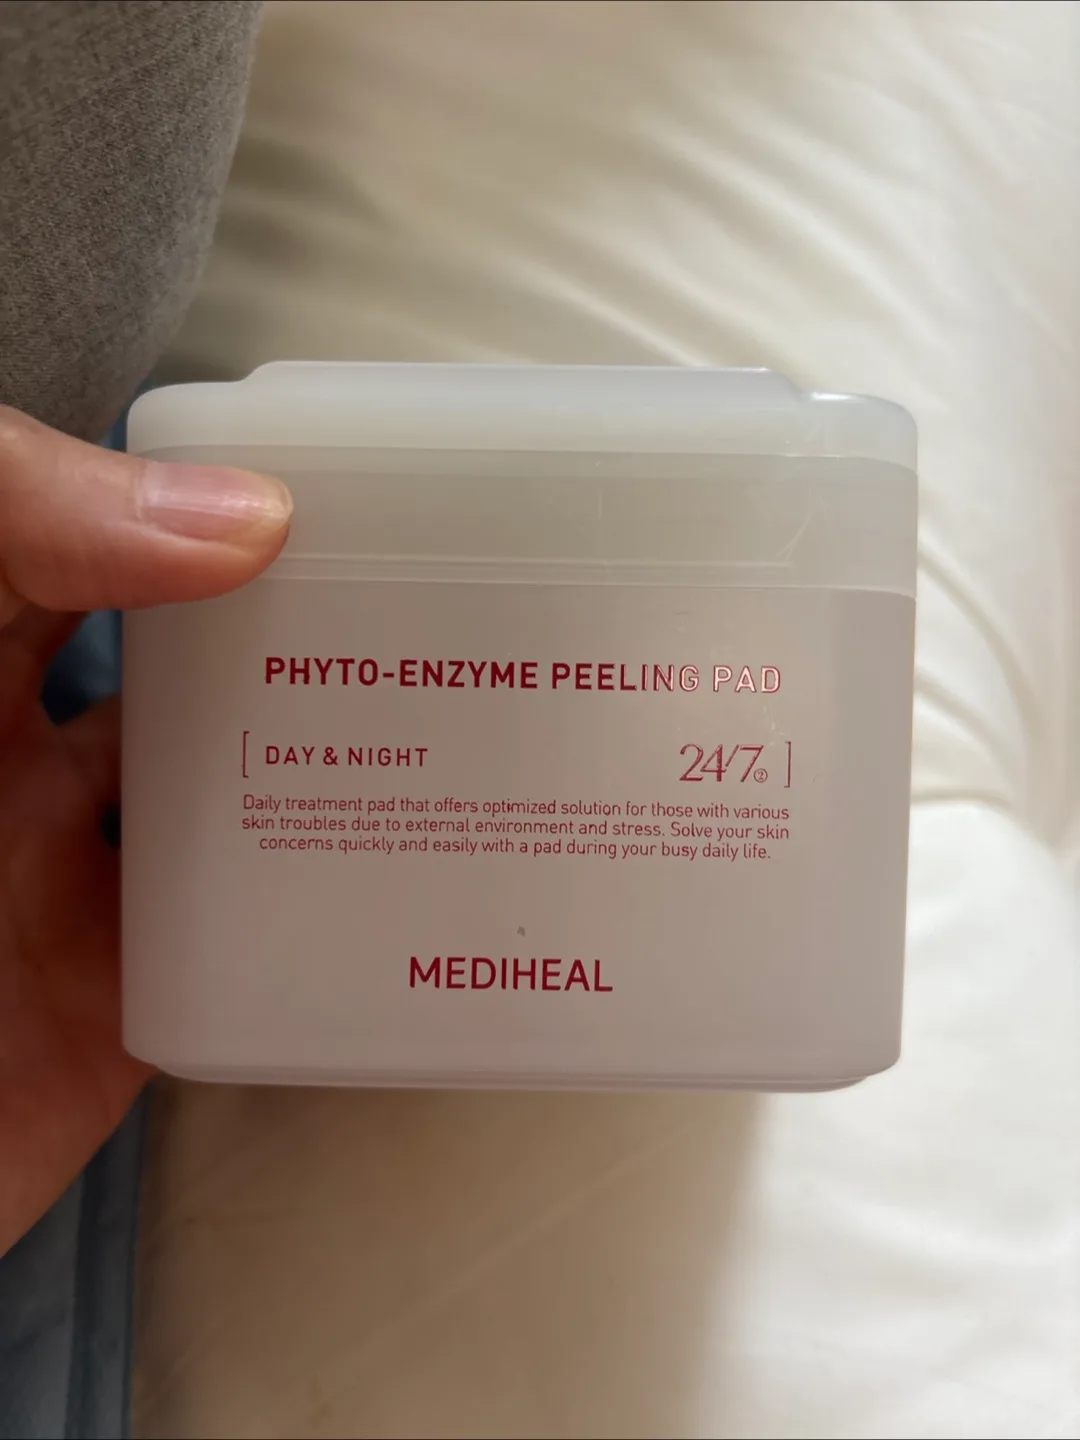 PHYTO-ENZYME PEELING PAD
[ DAY & NIGHT 24/7② ]
Daily treatment pad that offers optimized solution for those with various
skin troubles due to external environment and stress. Solve your skin
concerns quickly and easily with a pad during your busy daily life.
MEDIHEAL